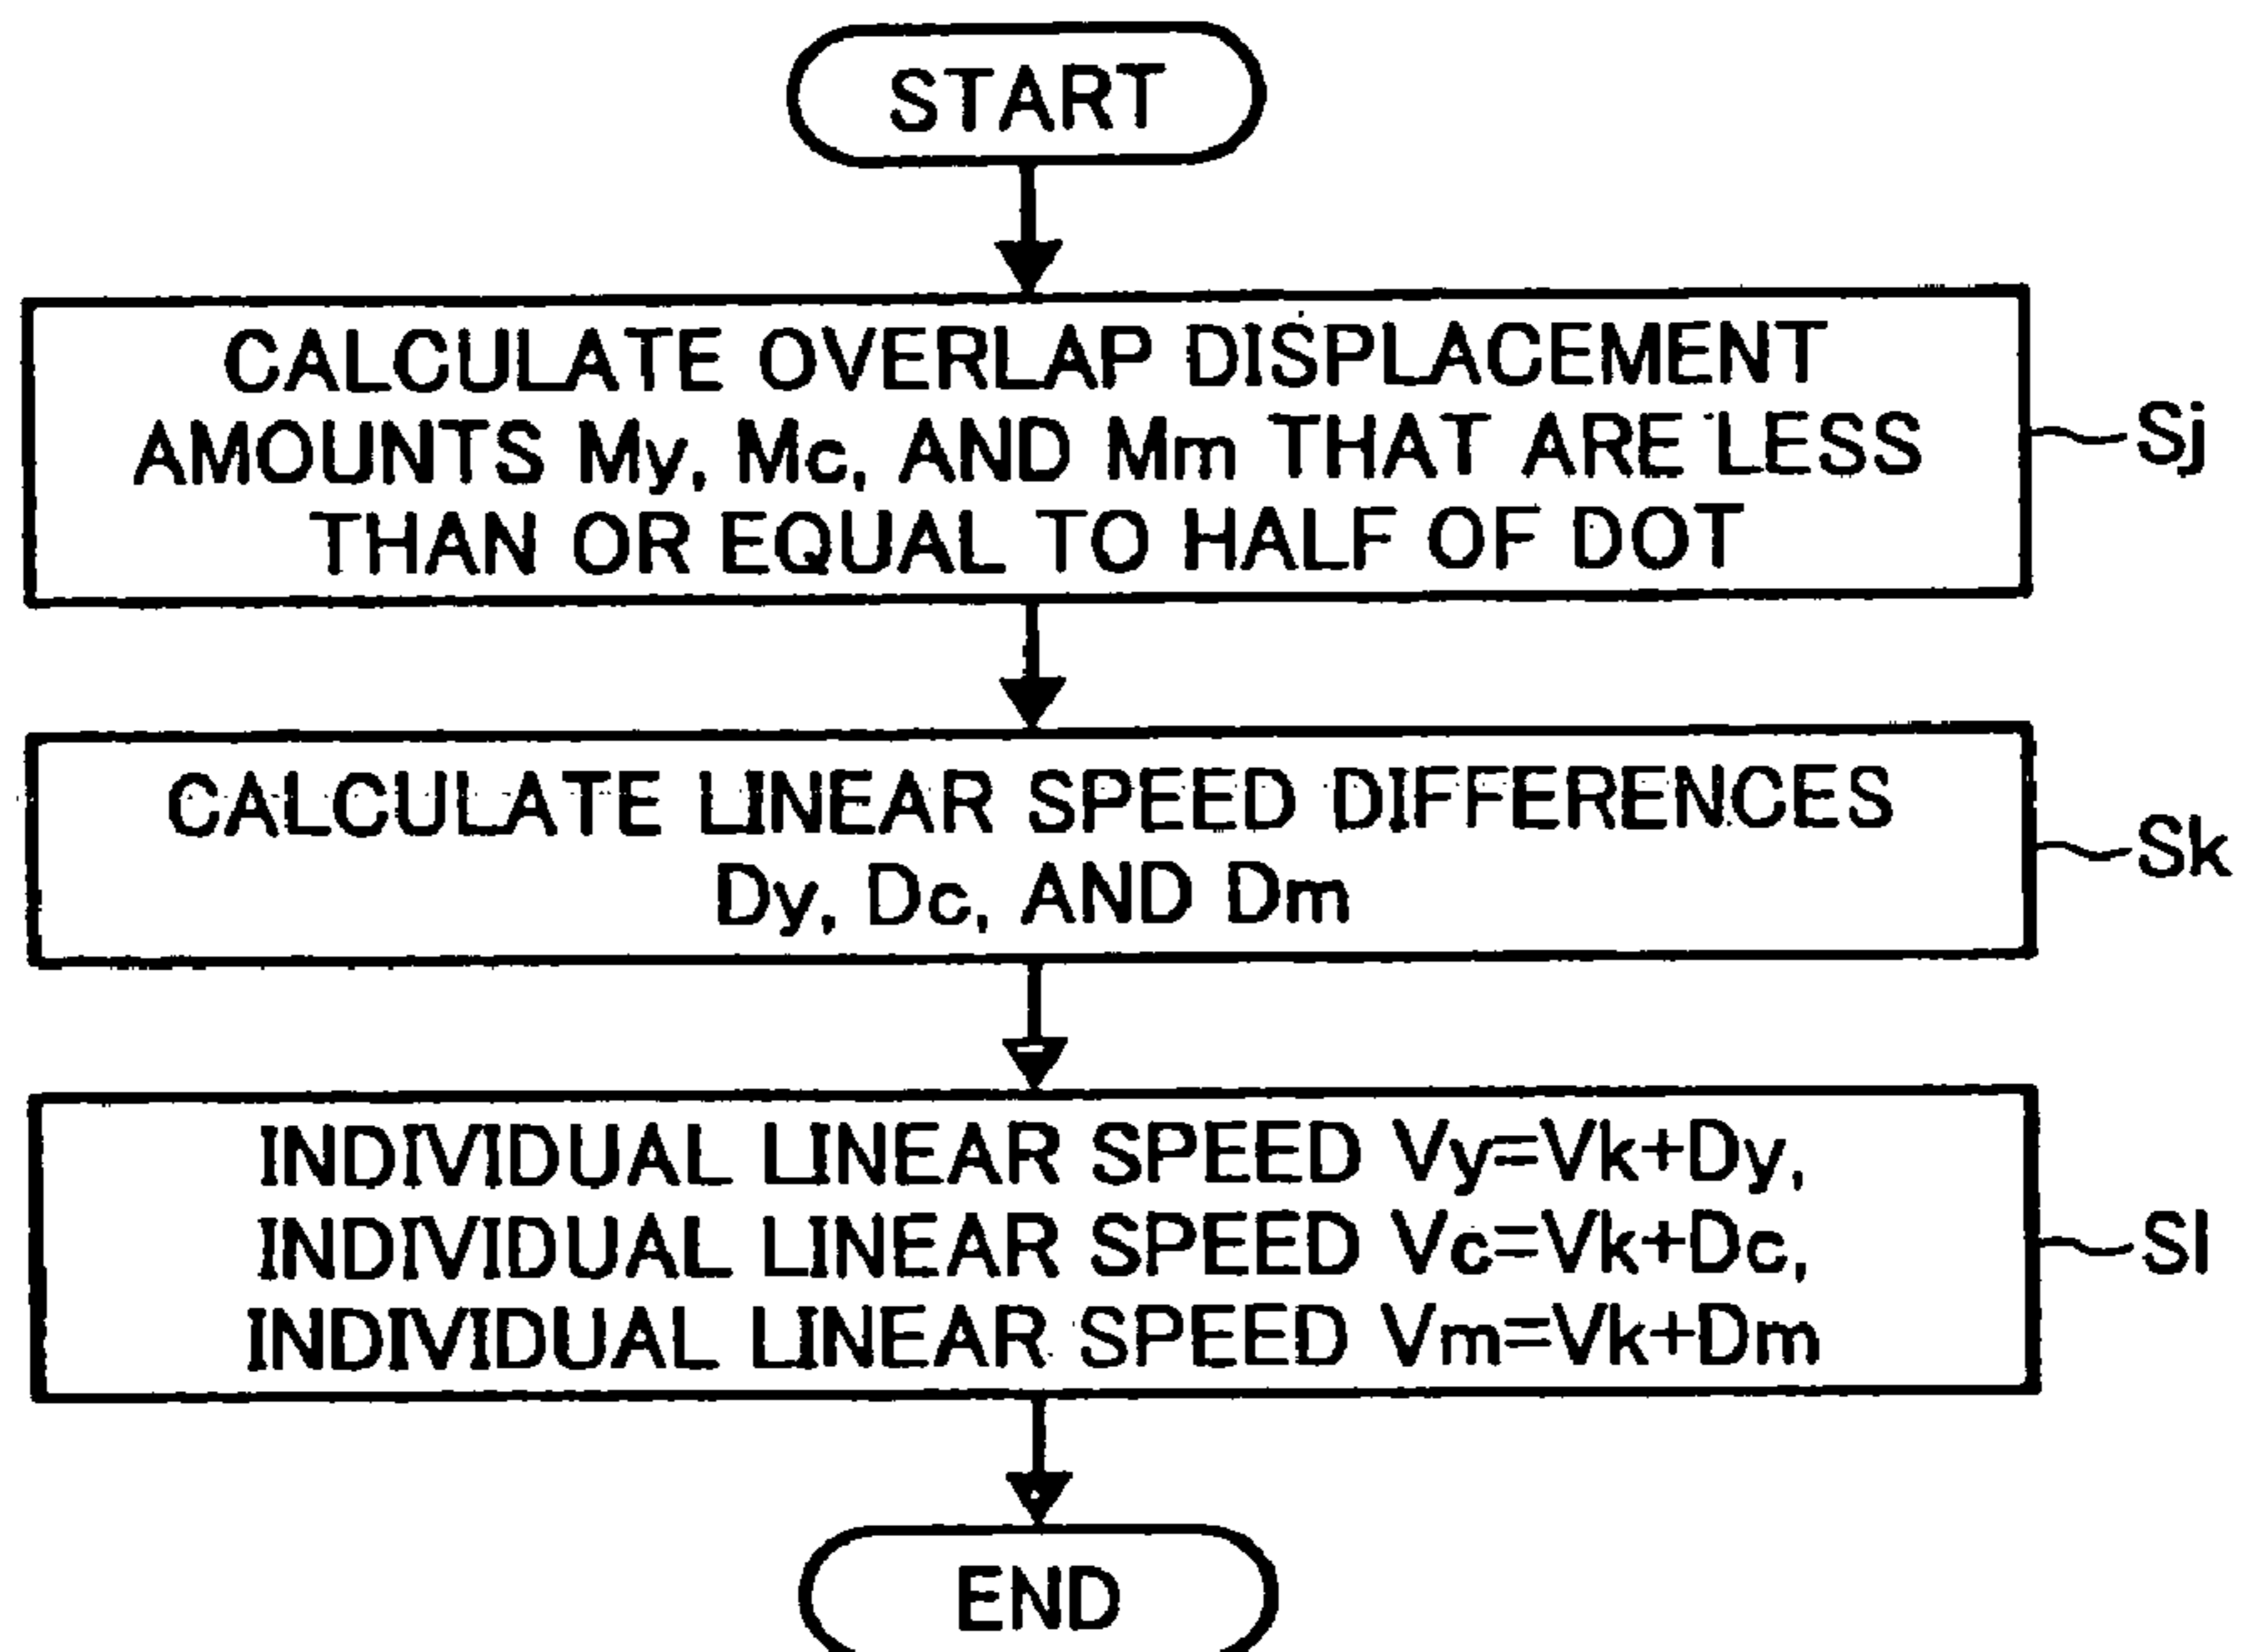 START
CALCULATE OVERLAP DISPLACEMENT
AMOUNTS My, Mc, AND Mm THAT ARE LESS
THAN OR EQUAL TO HALF OF DOT
Sj
CALCULATE LINEAR SPEED DIFFERENCES
Dy, Dc, AND Dm
Sk
INDIVIDUAL LINEAR SPEED Vy=Vk+Dy,
INDIVIDUAL LINEAR SPEED Vc=Vk+Dc,
INDIVIDUAL LINEAR SPEED Vm=Vk+Dm
Sl
END